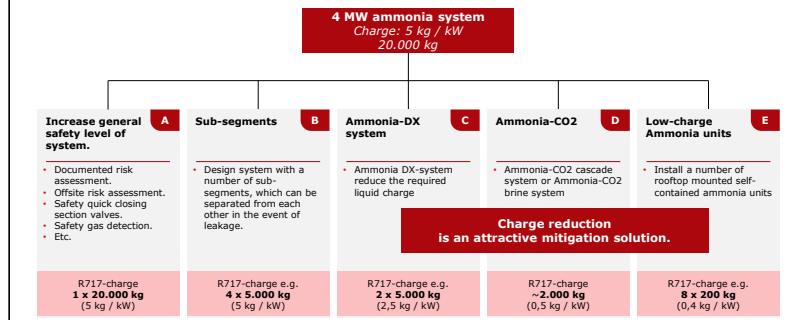 4 MW ammonia system
Charge: 5 kg / kW
20.000 kg
Increase general
safety level of
system.
A
• Documented risk
assessment.
• Offsite risk assessment.
• Safety quick closing
section valves.
• Safety gas detection.
• Etc.
R717-charge
1 x 20.000 kg
(5 kg / kW)
Sub-segments
B
• Design system with a
number of sub-
segments, which can be
separated from each
other in the event of
leakage.
R717-charge e.g.
4 x 5.000 kg
(5 kg / kW)
Ammonia-DX
system
C
• Ammonia DX-system
reduce the required
liquid charge
R717-charge e.g.
2 x 5.000 kg
(2,5 kg / kW)
Ammonia-CO2
D
• Ammonia-CO2 cascade
system or Ammonia-CO2
brine system
R717-charge
~2.000 kg
(0,5 kg / kW)
Low-charge
Ammonia units
E
• Install a number of
rooftop mounted self-
contained ammonia units
R717-charge e.g.
8 x 200 kg
(0,4 kg / kW)
Charge reduction
is an attractive mitigation solution.